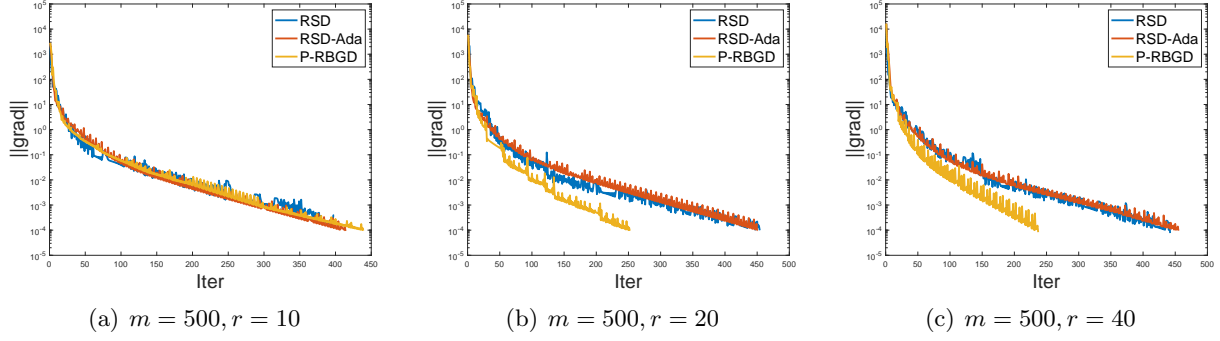 10^5
10^4
10^3
10^2
10^1
10^0
10^-1
10^-2
10^-3
10^-4
10^-5
||grad||
RSD
RSD-Ada
P-RBGD
0 50 100 150 200 250 300 350 400 450
Iter
(a) m = 500, r = 10
10^5
10^4
10^3
10^2
10^1
10^0
10^-1
10^-2
10^-3
10^-4
10^-5
||grad||
RSD
RSD-Ada
P-RBGD
0 50 100 150 200 250 300 350 400 450 500
Iter
(b) m = 500, r = 20
10^5
10^4
10^3
10^2
10^1
10^0
10^-1
10^-2
10^-3
10^-4
10^-5
||grad||
RSD
RSD-Ada
P-RBGD
0 50 100 150 200 250 300 350 400 450 500
Iter
(c) m = 500, r = 40